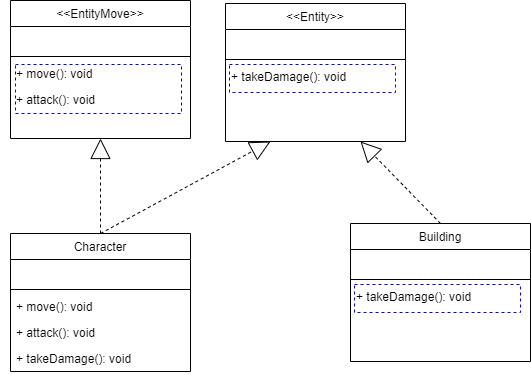 <<EntityMove>>
+ move(): void
+ attack(): void
<<Entity>>
+ takeDamage(): void
Character
+ move(): void
+ attack(): void
+ takeDamage(): void
Building
+ takeDamage(): void